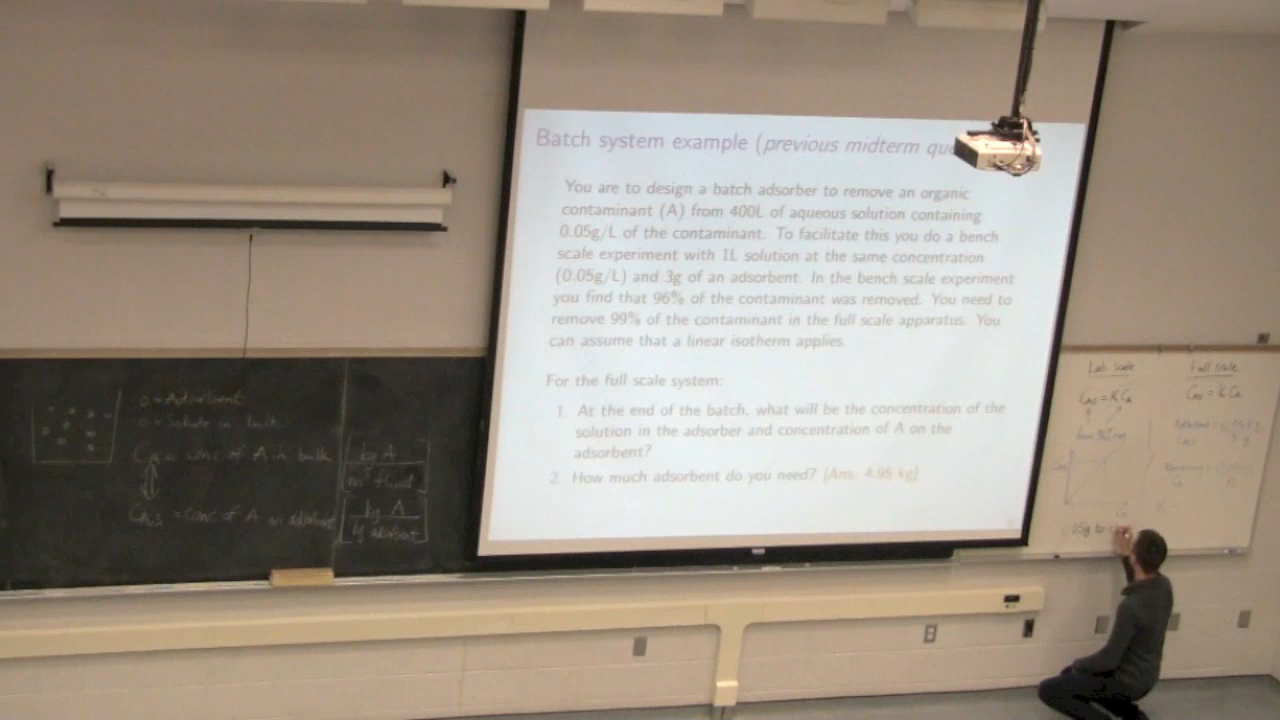 Batch system example (previous midterm que
You are to design a batch adsorber to remove an organic
contaminant (A) from 400L of aqueous solution containing
0.05g/L of the contaminant. To facilitate this you do a bench
scale experiment with 1L solution at the same concentration
(0.05g/L) and 3g of an adsorbent. In the bench scale experiment
you find that 96% of the contaminant was removed. You need to
remove 99% of the contaminant in the full scale apparatus. You
can assume that a linear isotherm applies.
For the full scale system:
1. At the end of the batch, what will be the concentration of the
solution in the adsorber and concentration of A on the
adsorbent?
2. How much adsorbent do you need? [Ans: 4.95 kg]
= Adsorbent
= Solute in bulk
CA = conc of A in bulk [kg A
m³ fluid]
CA,S = conc of A on adsorbent [kg A
kg adsorbent]
Lab Scale
CAS = K CA
Full Scale
CAS = K CA